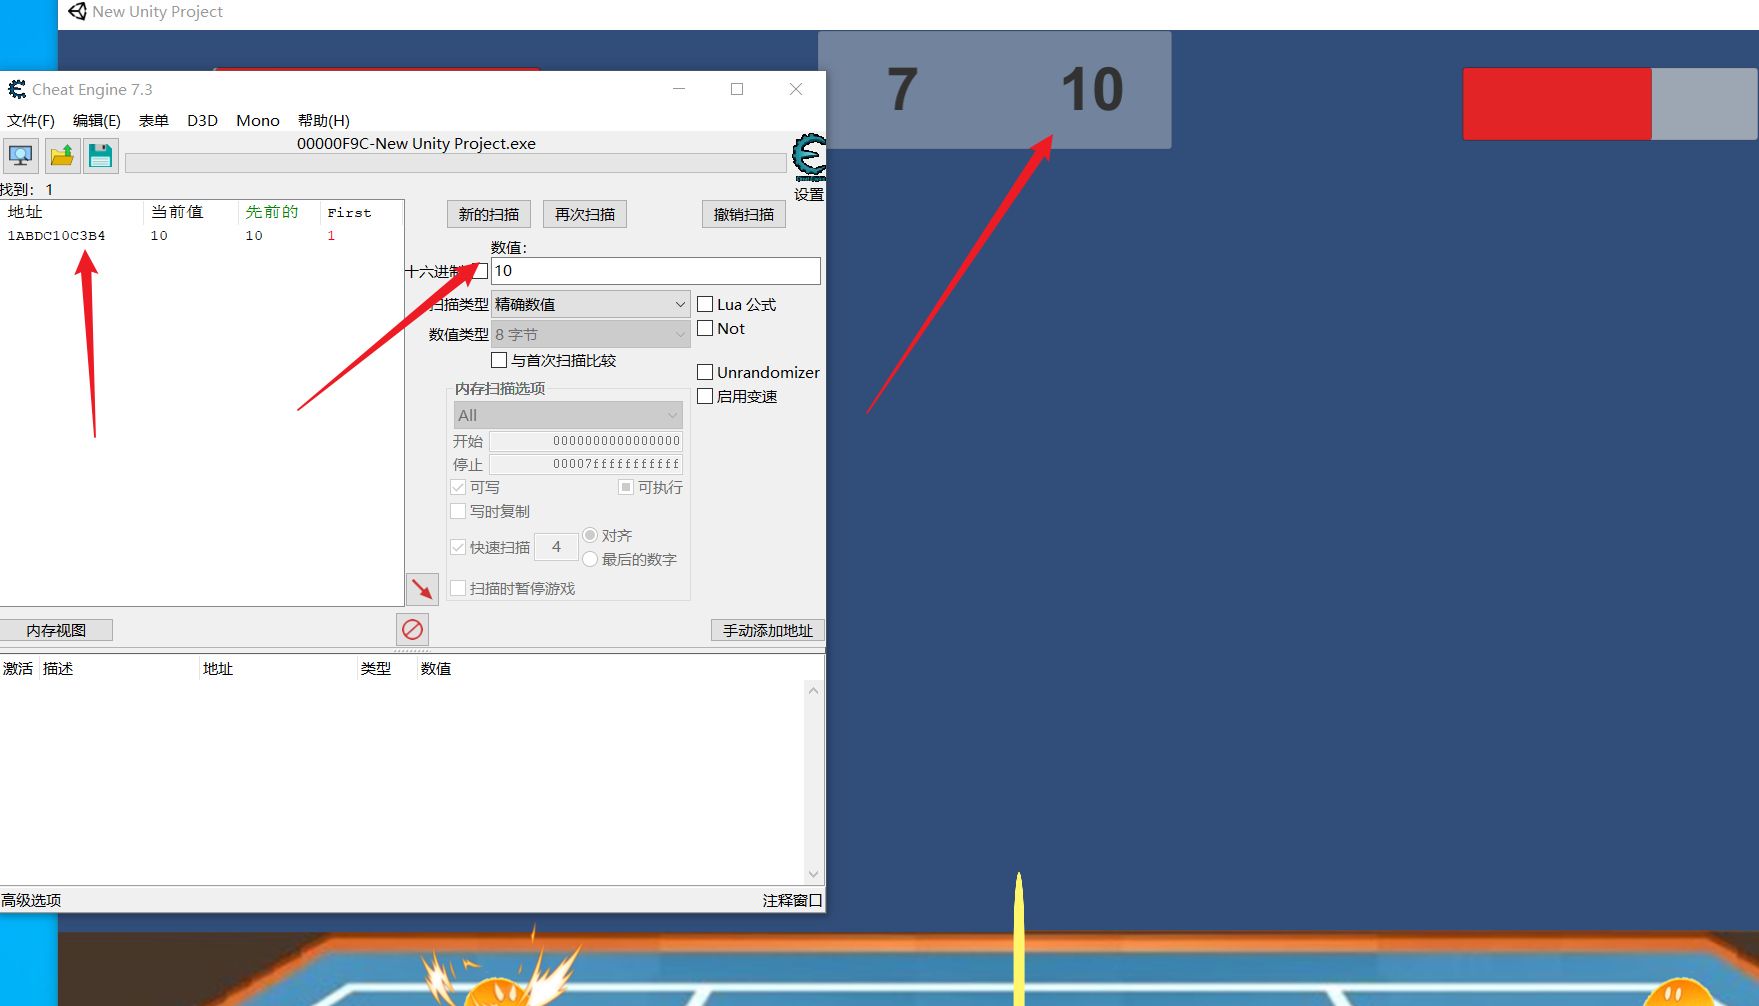 New Unity Project
7 10
Cheat Engine 7.3
文件(F) 编辑(E) 表单 D3D Mono 帮助(H)
00000F9C-New Unity Project.exe
设置
找到: 1
地址 当前值 先前的 First
1ABDC10C3B4 10 10 1
新的扫描 再次扫描 撤销扫描
数值:
十六进制 10
扫描类型 精确数值 Lua 公式
数值类型 8 字节 Not
与首次扫描比较
Unrandomizer
内存扫描选项
启用变速
All
开始 0000000000000000
停止 00007fffffffffff
可写 可执行
写时复制
快速扫描 4 对齐
最后的数字
扫描时暂停游戏
内存视图 手动添加地址
激活 描述 地址 类型 数值
高级选项 注释窗口